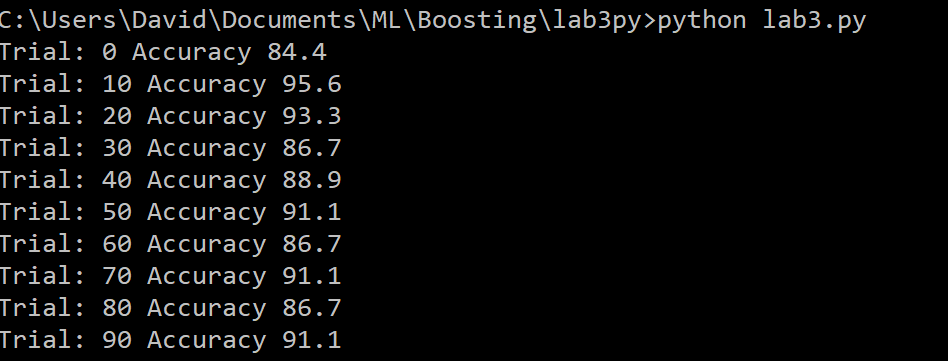 C:\Users\David\Documents\ML\Boosting\lab3py>python lab3.py
Trial: 0 Accuracy 84.4
Trial: 10 Accuracy 95.6
Trial: 20 Accuracy 93.3
Trial: 30 Accuracy 86.7
Trial: 40 Accuracy 88.9
Trial: 50 Accuracy 91.1
Trial: 60 Accuracy 86.7
Trial: 70 Accuracy 91.1
Trial: 80 Accuracy 86.7
Trial: 90 Accuracy 91.1